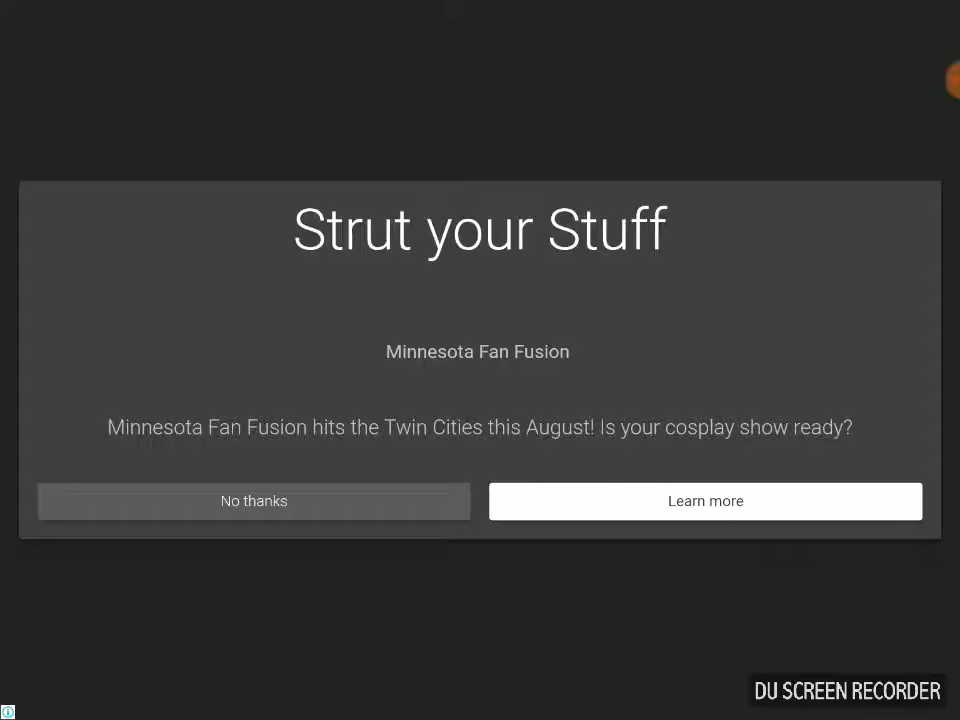 Strut your Stuff
Minnesota Fan Fusion
Minnesota Fan Fusion hits the Twin Cities this August! Is your cosplay show ready?
No thanks
Learn more
DU SCREEN RECORDER